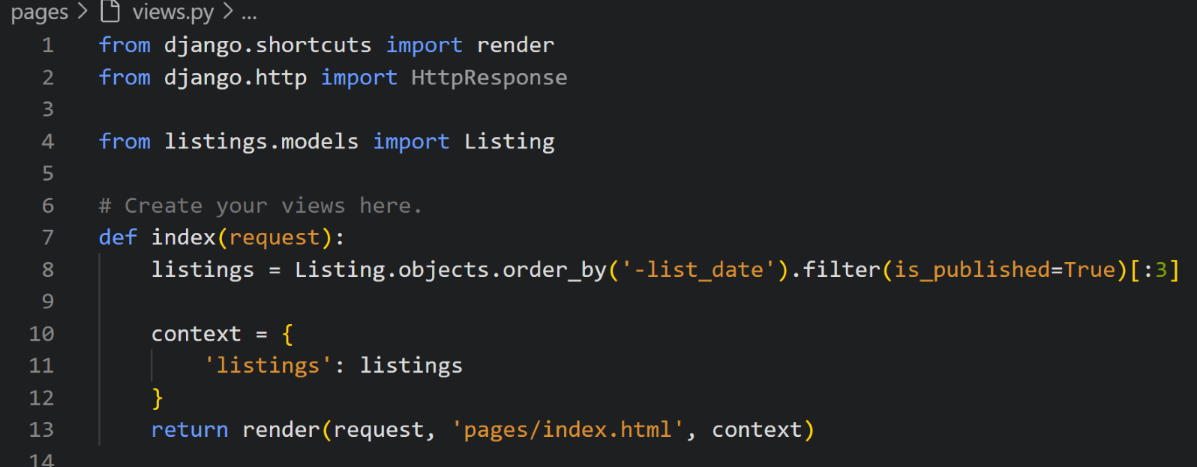 pages > views.py > ...
1 from django.shortcuts import render
2 from django.http import HttpResponse
3
4 from listings.models import Listing
5
6 # Create your views here.
7 def index(request):
8     listings = Listing.objects.order_by('-list_date').filter(is_published=True)[:3]
9
10     context = {
11         'listings': listings
12     }
13     return render(request, 'pages/index.html', context)
14